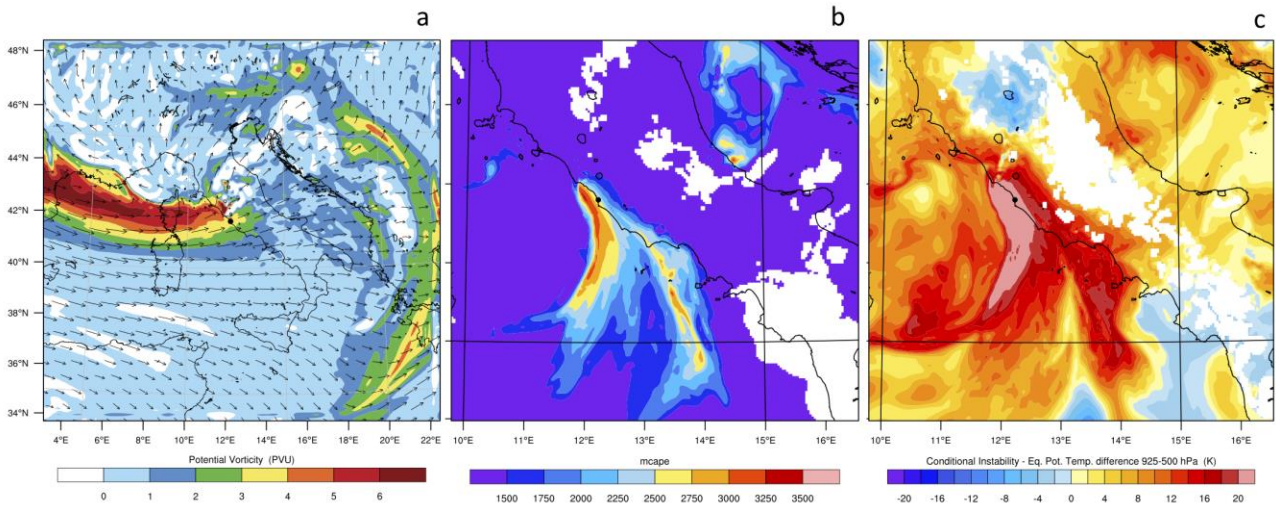 a
b
c
48°N
46°N
44°N
42°N
40°N
38°N
36°N
34°N
4°E 6°E 8°E 10°E 12°E 14°E 16°E 18°E 20°E 22°E
10°E 11°E 12°E 13°E 14°E 15°E 16°E
10°E 11°E 12°E 13°E 14°E 15°E 16°E
Potential Vorticity (PVU)
0 1 2 3 4 5 6
mcape
1500 1750 2000 2250 2500 2750 3000 3250 3500
Conditional Instability - Eq. Pot. Temp. difference 925-500 hPa (K)
-20 -16 -12 -8 -4 0 4 8 12 16 20